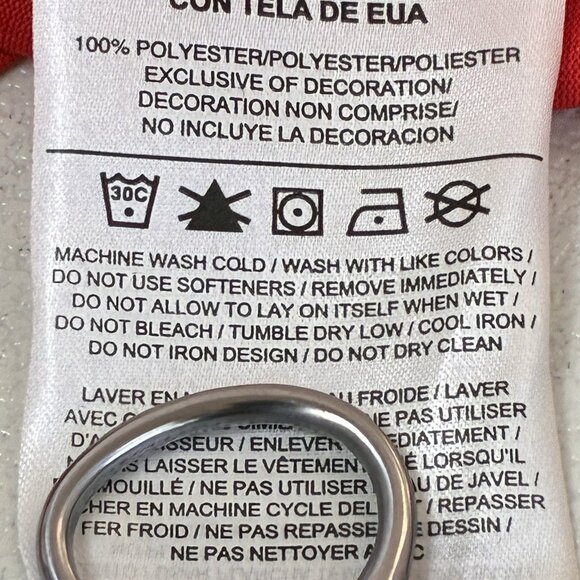 CON TELA DE EUA
100% POLYESTER/POLYESTER/POLIESTER
EXCLUSIVE OF DECORATION/
DECORATION NON COMPRISE/
NO INCLUYE LA DECORACION
30C
MACHINE WASH COLD / WASH WITH LIKE COLORS /
DO NOT USE SOFTENERS / REMOVE IMMEDIATELY /
DO NOT ALLOW TO LAY ON ITSELF WHEN WET /
DO NOT BLEACH / TUMBLE DRY LOW / COOL IRON /
DO NOT IRON DESIGN / DO NOT DRY CLEAN
LAVER FROIDE / LAVER
AVEC NE PAS UTILISER
LAISSER LE LORSQU'IL
/ NE PAS UTILISER DE JAVEL /
EN MACHINE CYCLE / REPASSER
FER FROID / NE PAS DESSIN /
NE PAS NETTOYER